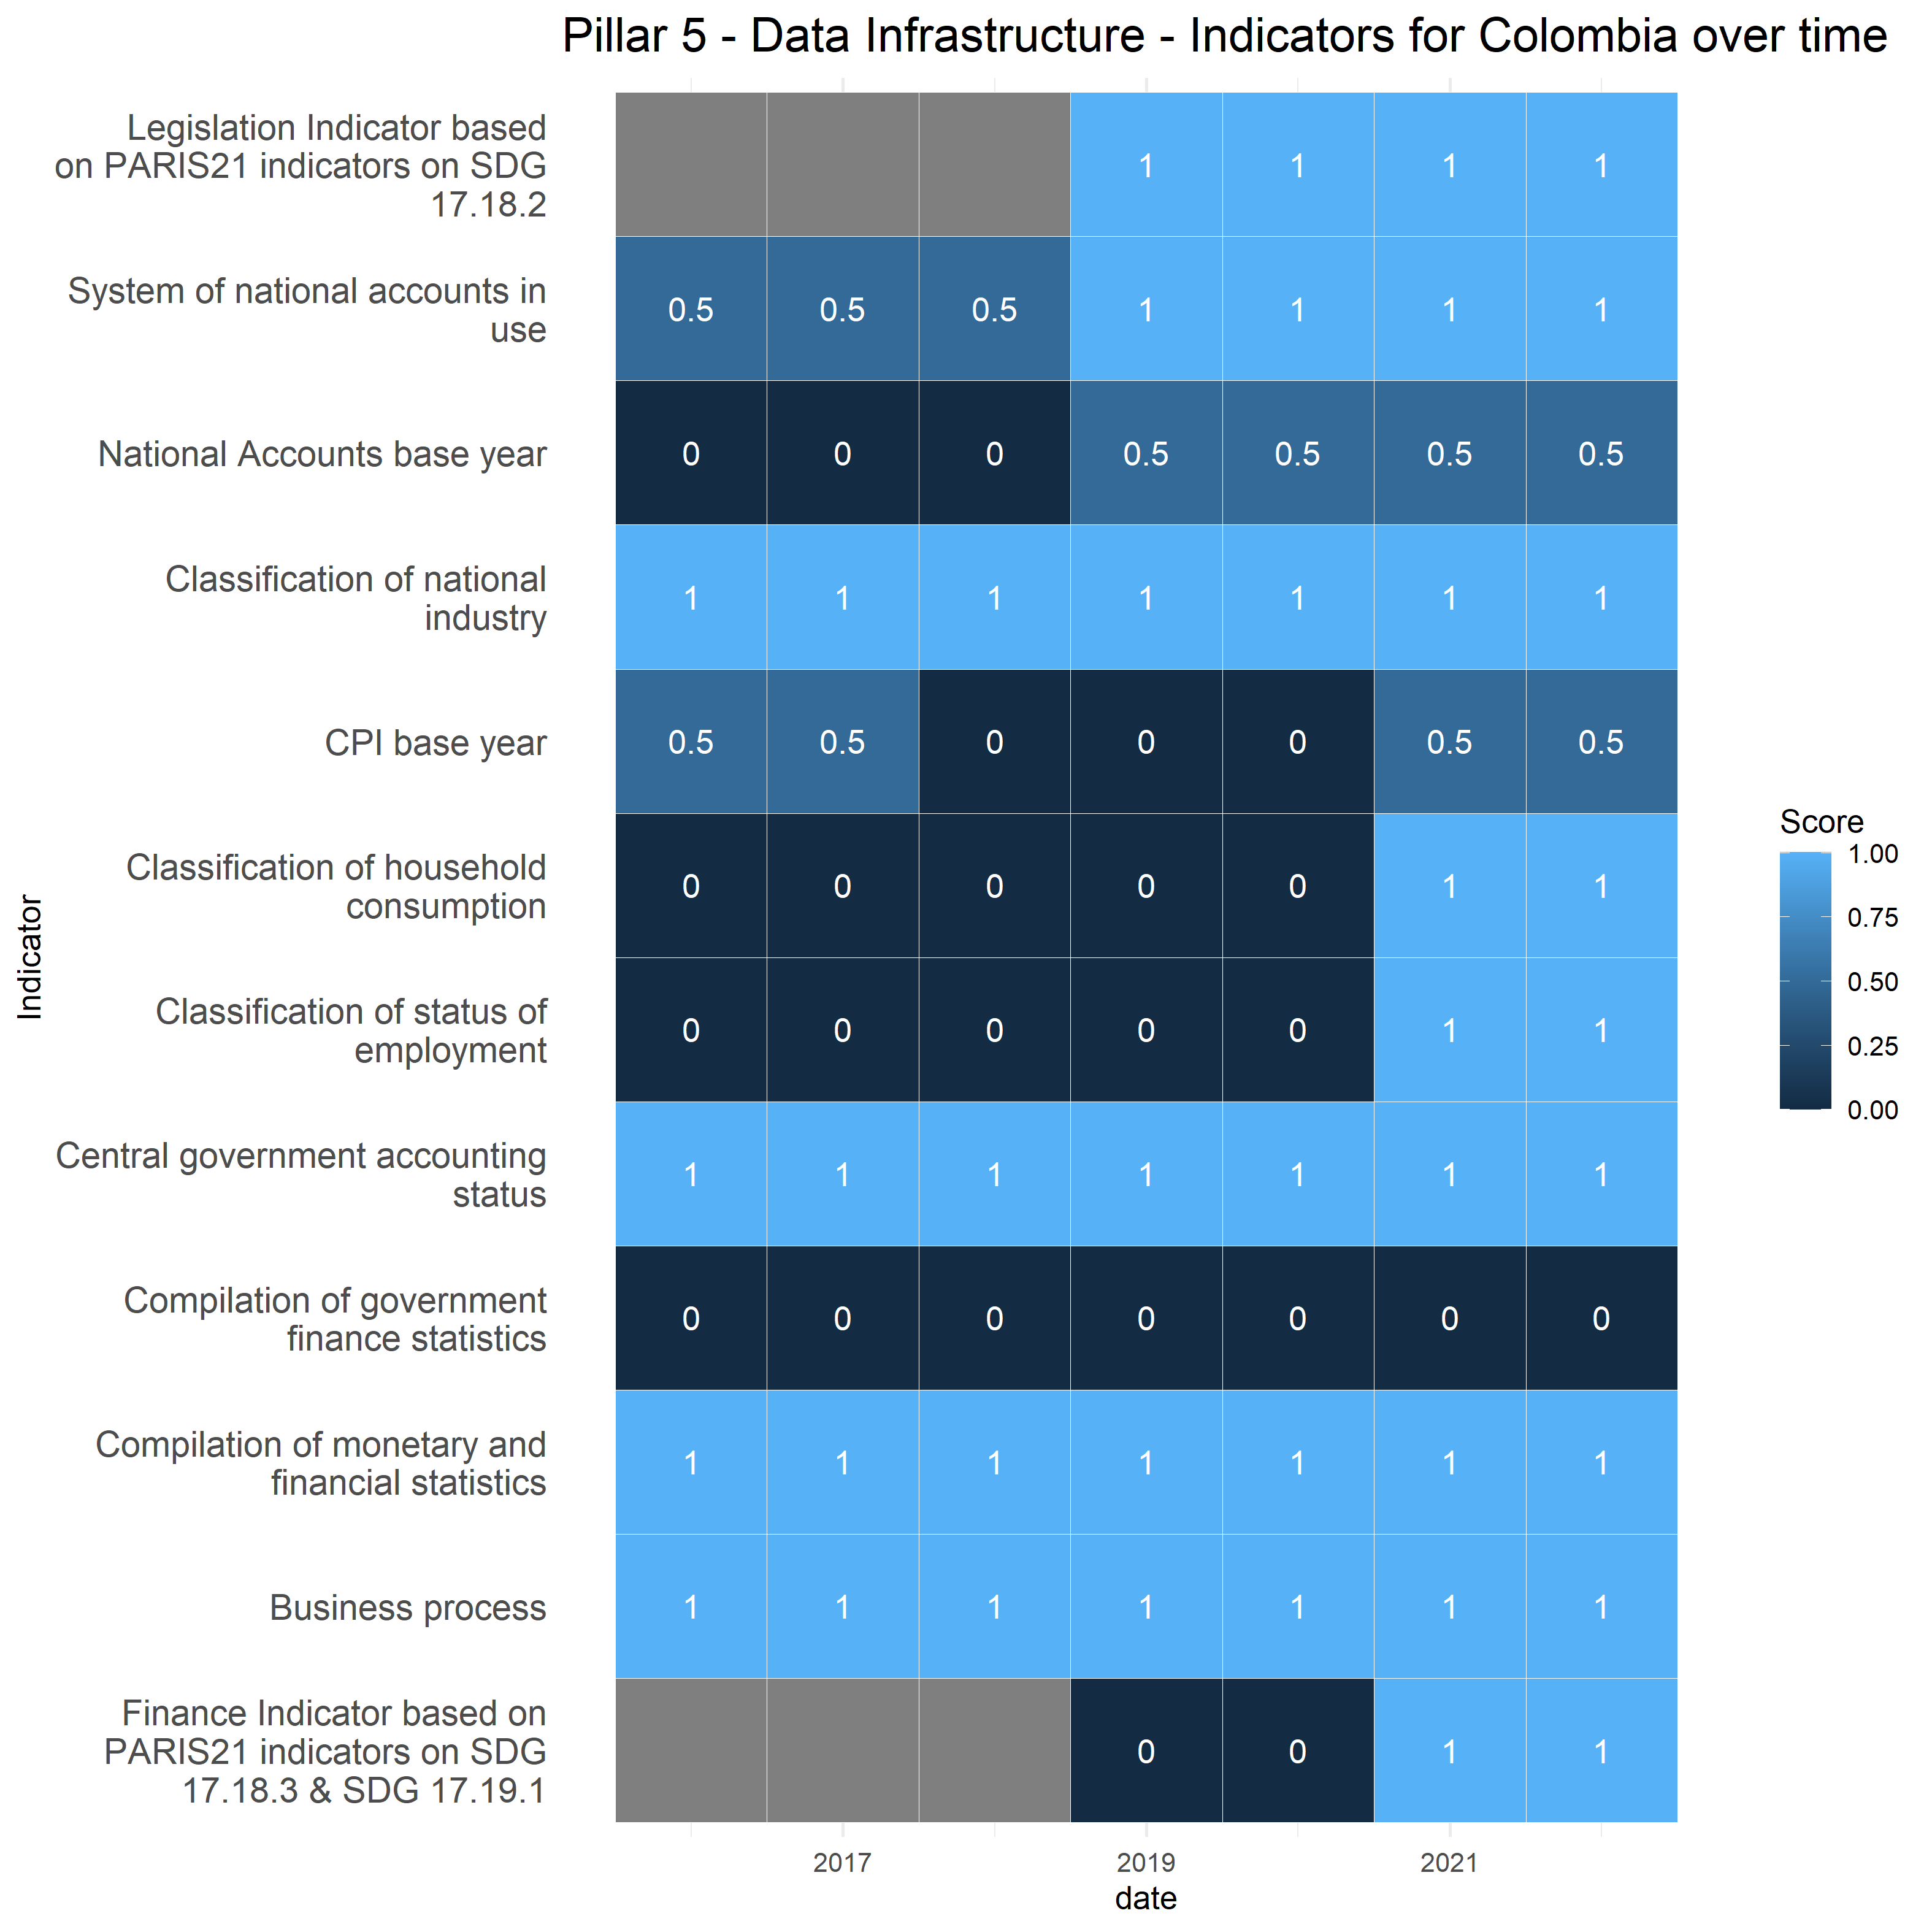 Pillar 5 - Data Infrastructure - Indicators for Colombia over time
Legislation Indicator based
on PARIS21 indicators on SDG
17.18.2
1 1 1 1
System of national accounts in
use
0.5 0.5 0.5 1 1 1 1
National Accounts base year
0 0 0 0.5 0.5 0.5 0.5
Classification of national
industry
1 1 1 1 1 1 1
CPI base year
0.5 0.5 0 0 0 0.5 0.5
Classification of household
consumption
0 0 0 0 0 1 1
Classification of status of
employment
0 0 0 0 0 1 1
Central government accounting
status
1 1 1 1 1 1 1
Compilation of government
finance statistics
0 0 0 0 0 0 0
Compilation of monetary and
financial statistics
1 1 1 1 1 1 1
Business process
1 1 1 1 1 1 1
Finance Indicator based on
PARIS21 indicators on SDG
17.18.3 & SDG 17.19.1
0 0 1 1
Indicator
2017 2019 2021
date
Score
1.00
0.75
0.50
0.25
0.00